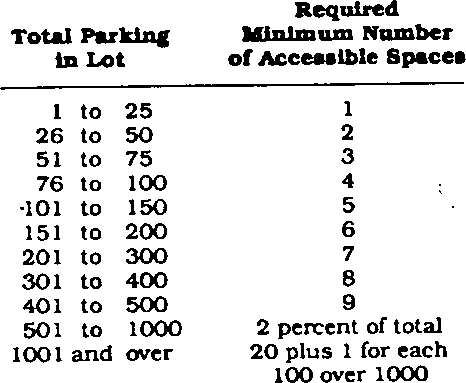 Total Parking in Lot
Required Minimum Number of Accessible Spaces
1 to 25 1
26 to 50 2
51 to 75 3
76 to 100 4
101 to 150 5
151 to 200 6
201 to 300 7
301 to 400 8
401 to 500 9
501 to 1000 2 percent of total
1001 and over 20 plus 1 for each
100 over 1000